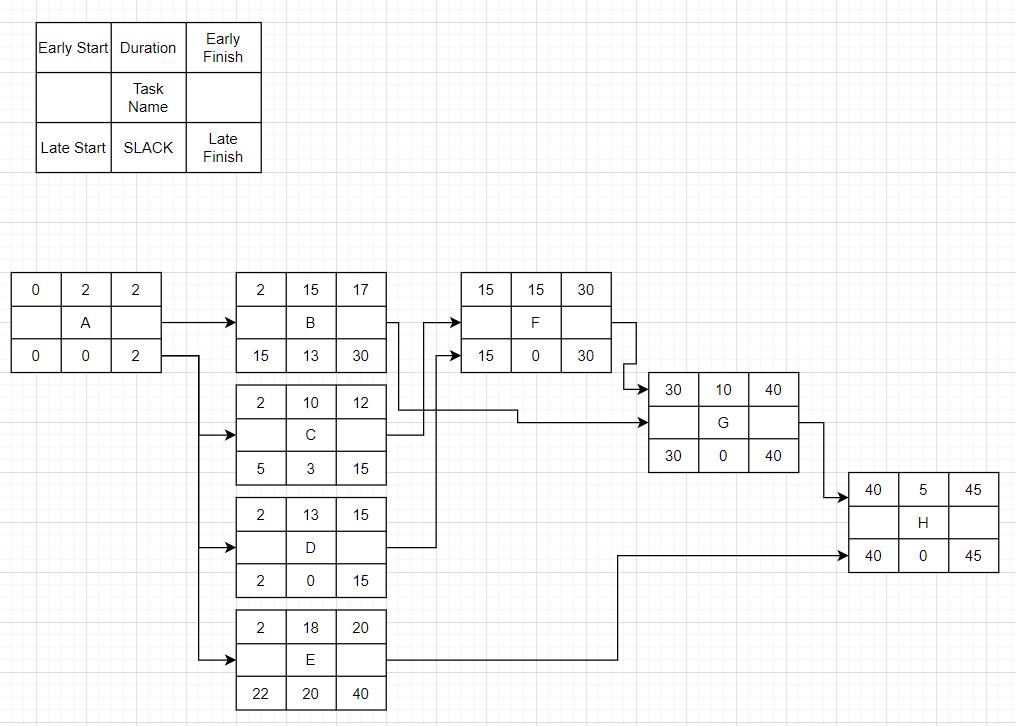 Early Start Duration Early
Finish
Task
Name
Late Start SLACK Late
Finish
0 2 2
A
0 0 2
2 15 17
B
15 13 30
15 15 30
F
15 0 30
2 10 12
C
5 3 15
30 10 40
G
30 0 40
2 13 15
D
2 0 15
40 5 45
H
40 0 45
2 18 20
E
22 20 40